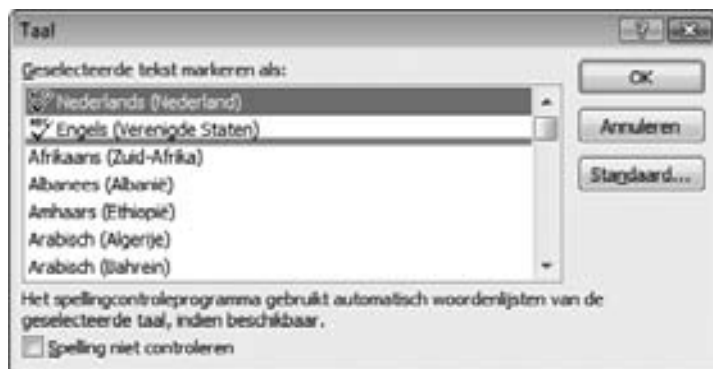 Taal
Geselecteerde tekst markeren als:
Nederlands (Nederland)
Engels (Verenigde Staten)
Afrikaans (Zuid-Afrika)
Albanees (Albanië)
Amhaars (Ethiopië)
Arabisch (Algerije)
Arabisch (Bahrein)
OK
Annuleren
Standaard...
Het spellingcontroleprogramma gebruikt automatisch woordenlijsten van de
geselecteerde taal, indien beschikbaar.
Spelling niet controleren